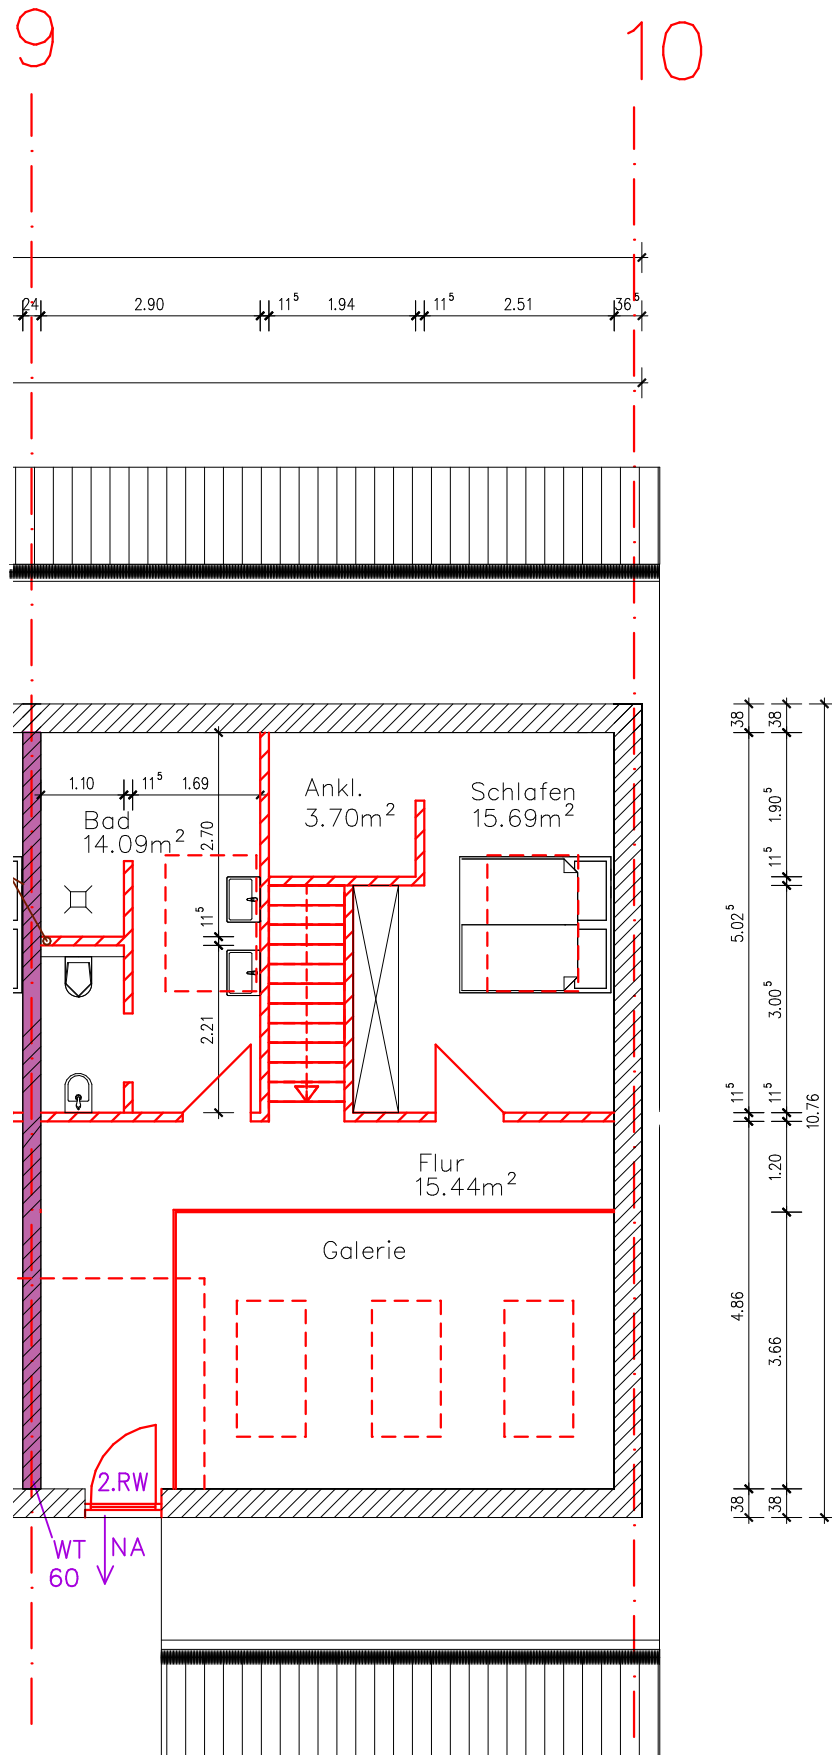 9
10
24
2.90
11⁵
1.94
11⁵
2.51
36⁵
38
38
1.10
11⁵
1.69
Ankl.
3.70m²
Schlafen
15.69m²
Bad
14.09m²
2.70
1.90⁵
11⁵
11⁵
5.02⁵
3.00⁵
2.21
11⁵
11⁵
10.76
Flur
15.44m²
1.20
Galerie
4.86
3.66
2.RW
38
38
WT
60
NA